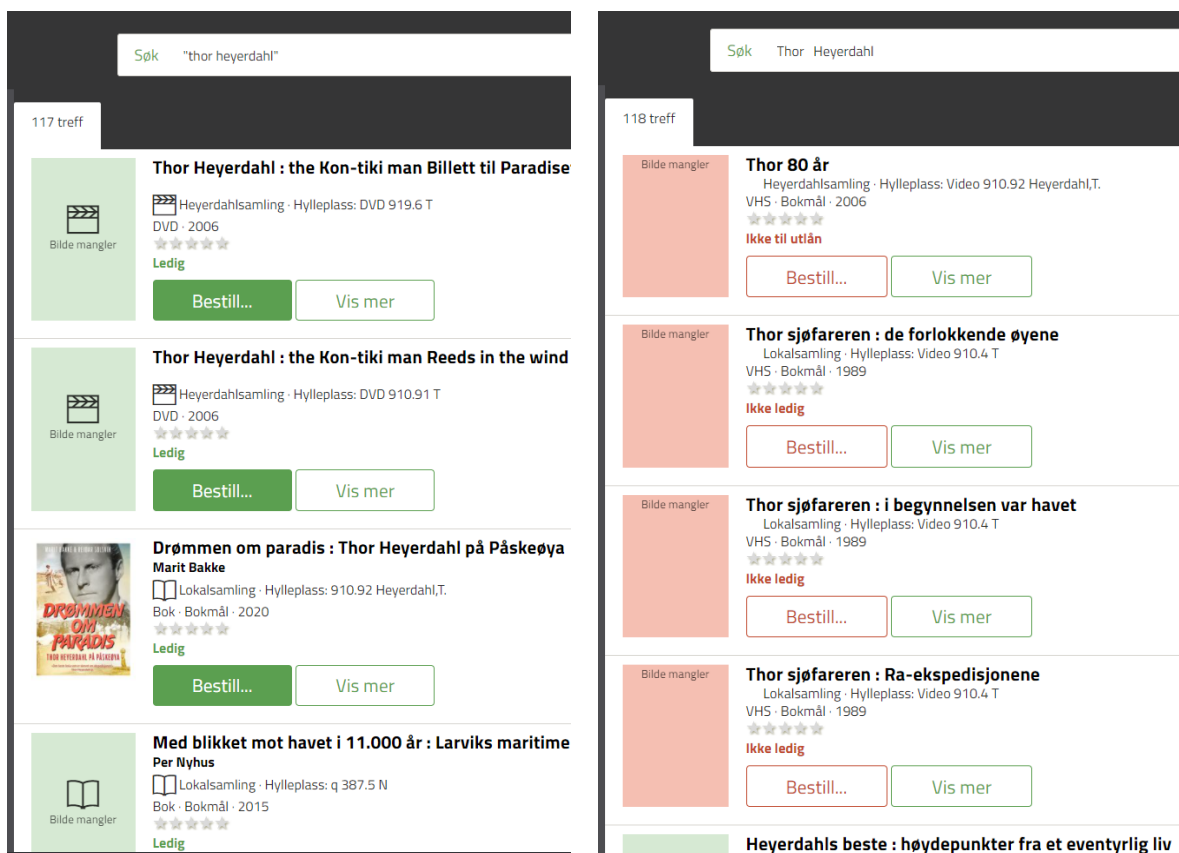 Søk "thor heyerdahl"
117 treff
Bilde mangler
Thor Heyerdahl : the Kon-tiki man Billett til Paradise
Heyerdahlsamling · Hylleplass: DVD 919.6 T
DVD · 2006
Ledig
Bestill... Vis mer
Bilde mangler
Thor Heyerdahl : the Kon-tiki man Reeds in the wind
Heyerdahlsamling · Hylleplass: DVD 910.91 T
DVD · 2006
Ledig
Bestill... Vis mer
DRØMMEN
OM
PARADIS
THOR HEYERDAHL PÅ PÅSKEØYA
Drømmen om paradis : Thor Heyerdahl på Påskeøya
Marit Bakke
Lokalsamling · Hylleplass: 910.92 Heyerdahl,T.
Bok · Bokmål · 2020
Ledig
Bestill... Vis mer
Bilde mangler
Med blikket mot havet i 11.000 år : Larviks maritime
Per Nyhus
Lokalsamling · Hylleplass: q 387.5 N
Bok · Bokmål · 2015
Ledig
Søk Thor Heyerdahl
118 treff
Bilde mangler
Thor 80 år
Heyerdahlsamling · Hylleplass: Video 910.92 Heyerdahl,T.
VHS · Bokmål · 2006
Ikke til utlån
Bestill... Vis mer
Bilde mangler
Thor sjøfareren : de forlokkende øyene
Lokalsamling · Hylleplass: Video 910.4 T
VHS · Bokmål · 1989
Ikke ledig
Bestill... Vis mer
Bilde mangler
Thor sjøfareren : i begynnelsen var havet
Lokalsamling · Hylleplass: Video 910.4 T
VHS · Bokmål · 1989
Ikke ledig
Bestill... Vis mer
Bilde mangler
Thor sjøfareren : Ra-ekspedisjonene
Lokalsamling · Hylleplass: Video 910.4 T
VHS · Bokmål · 1989
Ikke ledig
Bestill... Vis mer
Heyerdahls beste : høydepunkter fra et eventyrlig liv